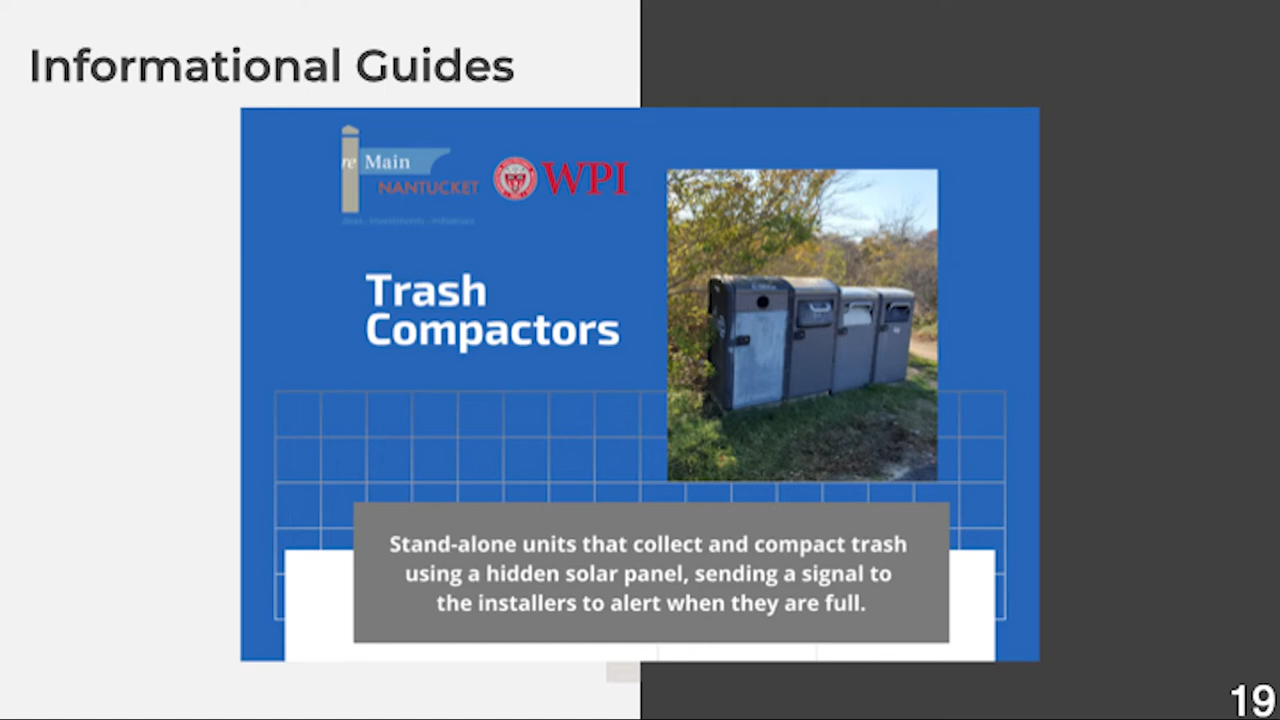 Informational Guides
re Main
NANTUCKET
WPI
Trash
Compactors
Stand-alone units that collect and compact trash
using a hidden solar panel, sending a signal to
the installers to alert when they are full.
19